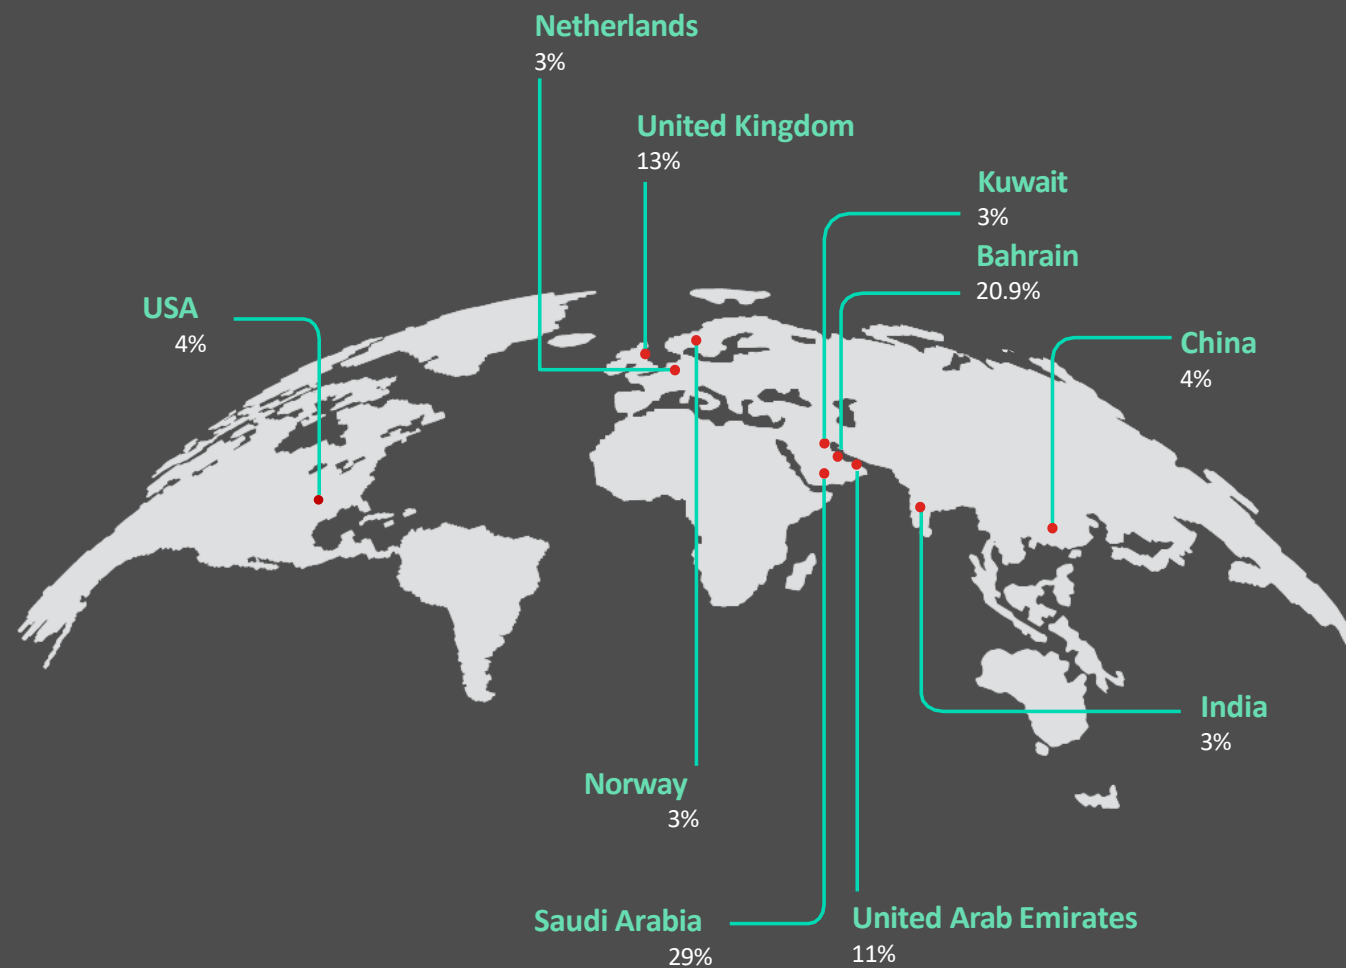 Netherlands
3%
United Kingdom
13%
Kuwait
3%
Bahrain
20.9%
USA
4%
China
4%
India
3%
Norway
3%
Saudi Arabia
29%
United Arab Emirates
11%